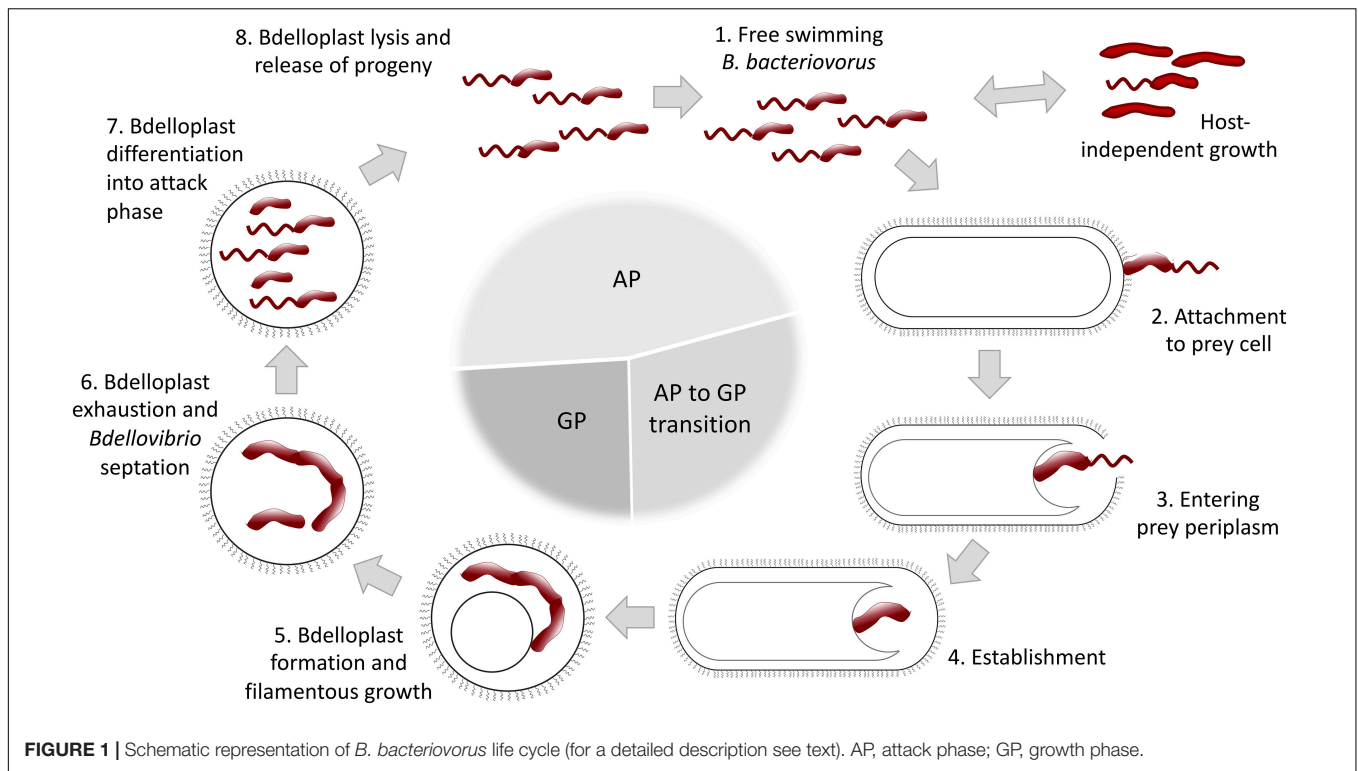 8. Bdelloplast lysis and
release of progeny
1. Free swimming
B. bacteriovorus
Host-
independent growth
7. Bdelloplast
differentiation
into attack
phase
2. Attachment
to prey cell
AP
AP to GP
transition
GP
6. Bdelloplast
exhaustion and
Bdellovibrio
septation
3. Entering
prey periplasm
5. Bdelloplast
formation and
filamentous growth
4. Establishment
FIGURE 1 | Schematic representation of B. bacteriovorus life cycle (for a detailed description see text). AP, attack phase; GP, growth phase.